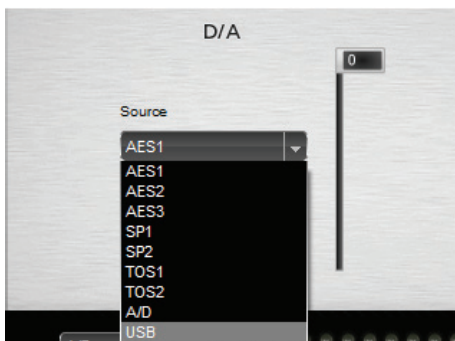 D/A
0
Source
AES1
AES1
AES2
AES3
SP1
SP2
TOS1
TOS2
A/D
USB